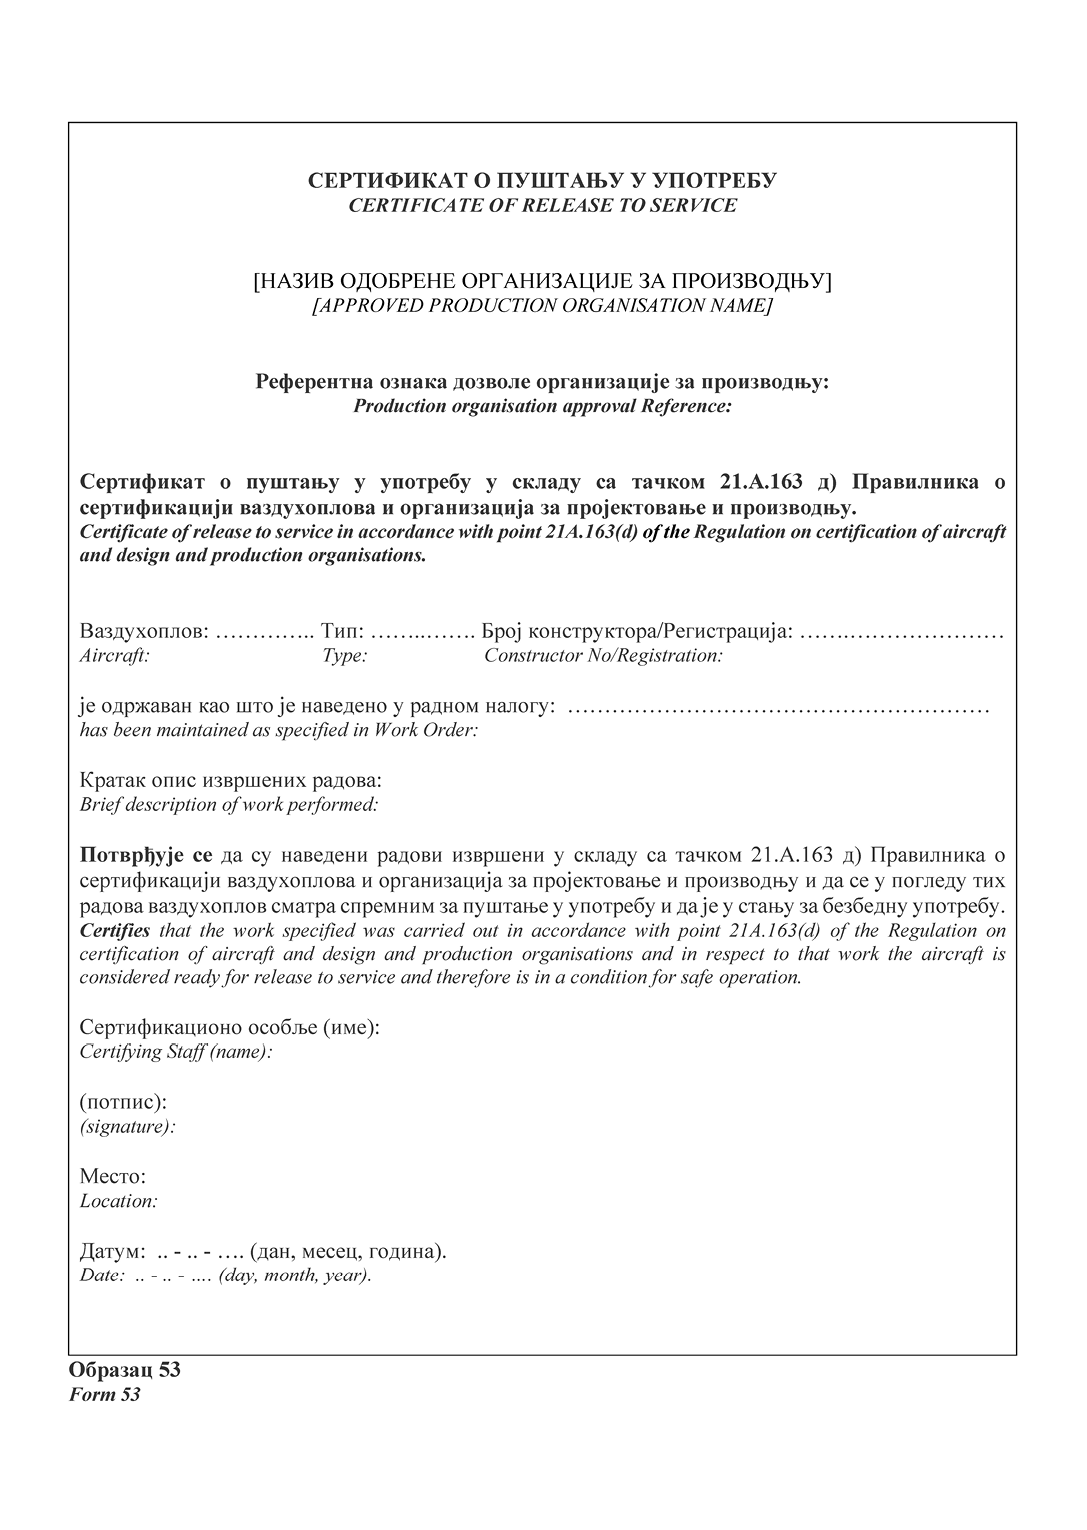 СЕРТИФИКАТ О ПУШТАЊУ У УПОТРЕБУ
CERTIFICATE OF RELEASE TO SERVICE
[НАЗИВ ОДОБРЕНЕ ОРГАНИЗАЦИЈЕ ЗА ПРОИЗВОДЊУ]
[APPROVED PRODUCTION ORGANISATION NAME]
Референтна ознака дозволе организације за производњу:
Production organisation approval Reference:
Сертификат о пуштању у употребу у складу са тачком 21.А.163 д) Правилника о
сертификацији ваздухоплова и организација за пројектовање и производњу.
Certificate of release to service in accordance with point 21A.163(d) of the Regulation on certification of aircraft
and design and production organisations.
Ваздухоплов: ………….. Тип: ……..……. Број конструктора/Регистрација: …….…………………
Aircraft: Type: Constructor No/Registration:
је одржаван као што је наведено у радном налогу: …………………………………………………
has been maintained as specified in Work Order:
Кратак опис извршених радова:
Brief description of work performed:
Потврђује се да су наведени радови извршени у складу са тачком 21.А.163 д) Правилника о
сертификацији ваздухоплова и организација за пројектовање и производњу и да се у погледу тих
радова ваздухоплов сматра спремним за пуштање у употребу и да је у стању за безбедну употребу.
Certifies that the work specified was carried out in accordance with point 21A.163(d) of the Regulation on
certification of aircraft and design and production organisations and in respect to that work the aircraft is
considered ready for release to service and therefore is in a condition for safe operation.
Сертификационо особље (име):
Certifying Staff (name):
(потпис):
(signature):
Место:
Location:
Датум: .. - .. - …. (дан, месец, година).
Date: .. - .. - …. (day, month, year).
Образац 53
Form 53